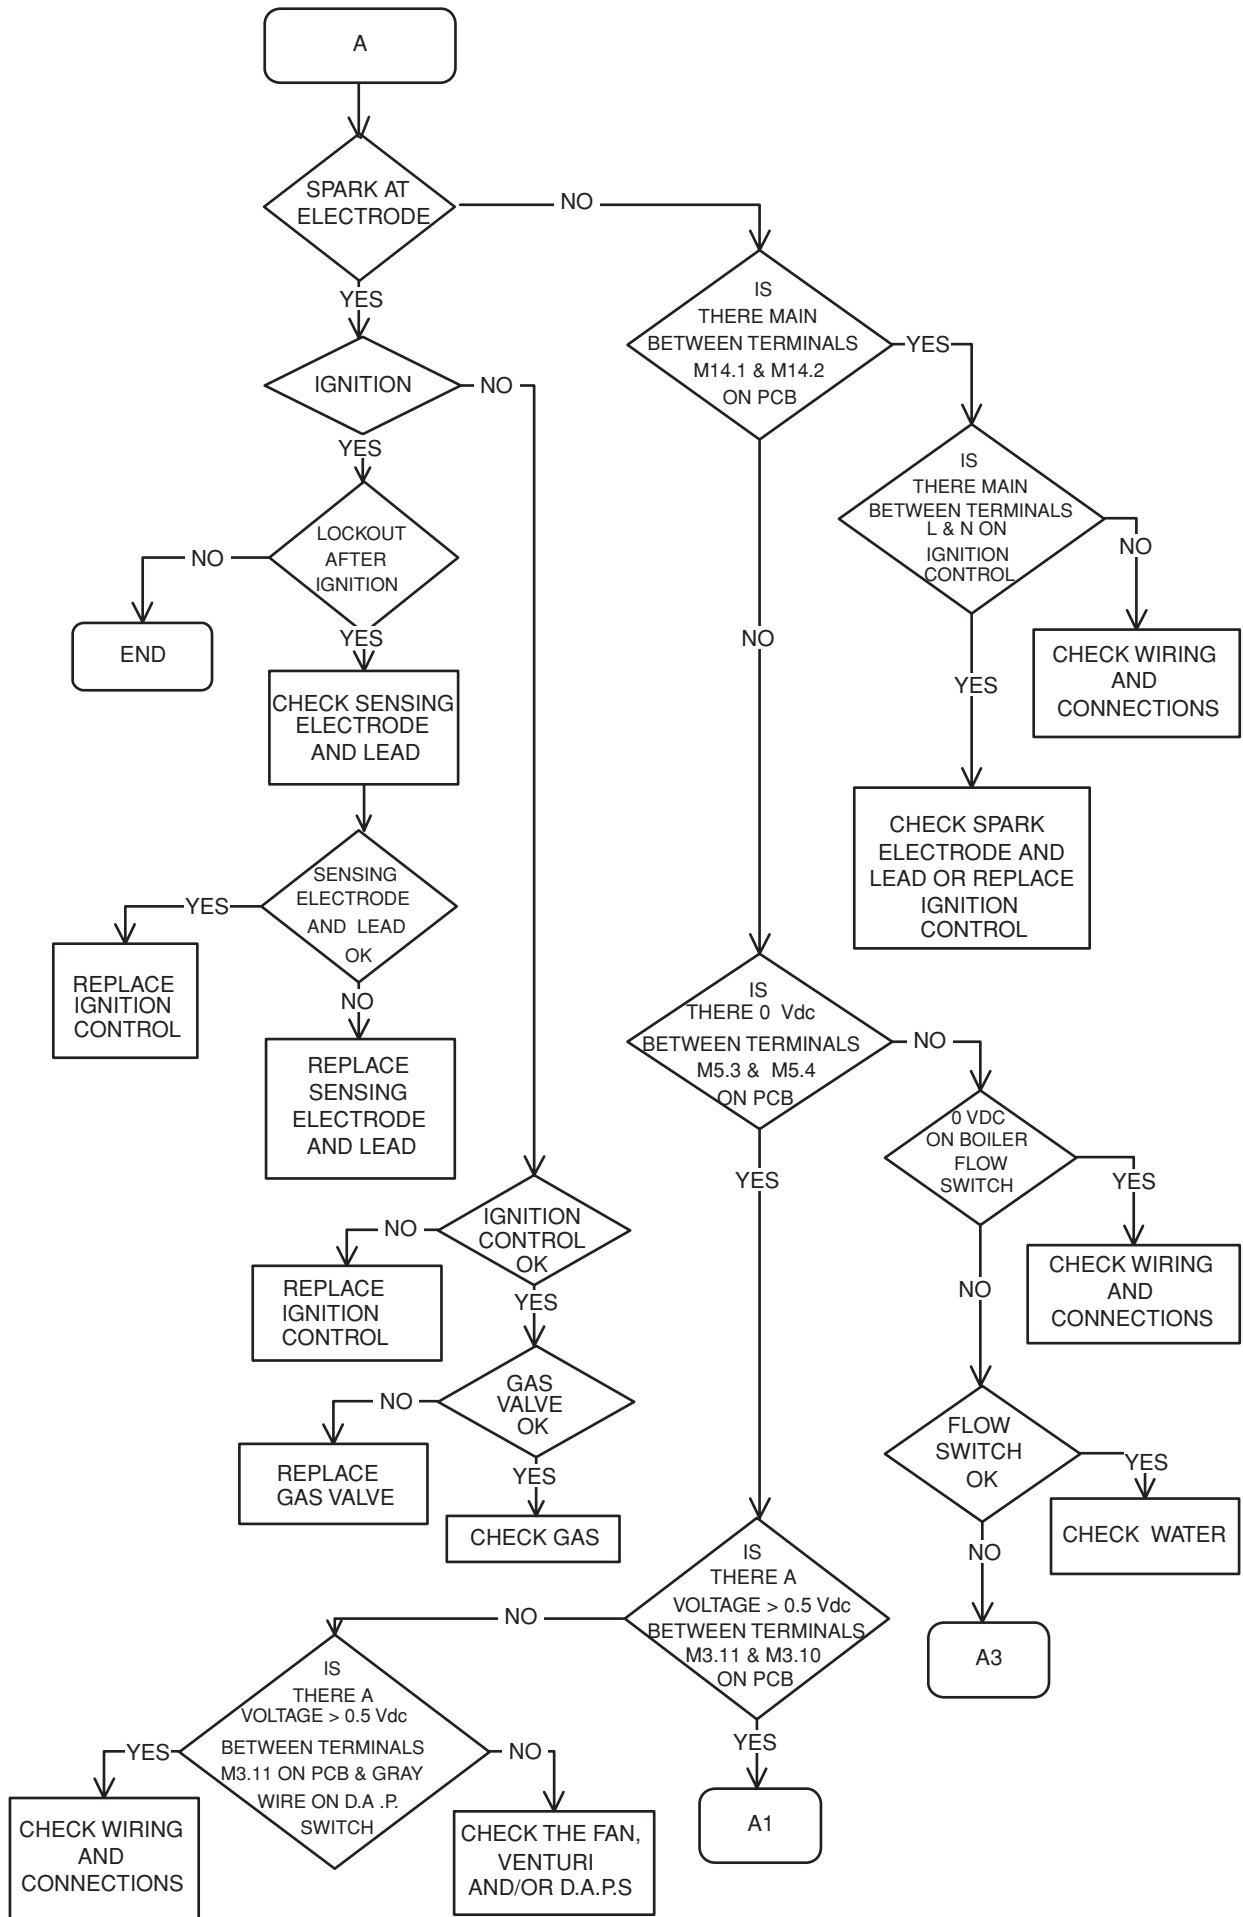 A
SPARK AT
ELECTRODE
NO
YES
IS
THERE MAIN
BETWEEN TERMINALS
M14.1 & M14.2
ON PCB
YES
IGNITION
NO
YES
LOCKOUT
AFTER
IGNITION
NO
END
YES
IS
THERE MAIN
BETWEEN TERMINALS
L & N ON
IGNITION
CONTROL
NO
CHECK WIRING
AND
CONNECTIONS
YES
NO
CHECK SENSING
ELECTRODE
AND LEAD
CHECK SPARK
ELECTRODE AND
LEAD OR REPLACE
IGNITION
CONTROL
SENSING
ELECTRODE
AND LEAD
OK
YES
REPLACE
IGNITION
CONTROL
NO
REPLACE
SENSING
ELECTRODE
AND LEAD
IS
THERE 0 Vdc
BETWEEN TERMINALS
M5.3 & M5.4
ON PCB
NO
YES
0 VDC
ON BOILER
FLOW
SWITCH
YES
CHECK WIRING
AND
CONNECTIONS
NO
IGNITION
CONTROL
OK
NO
REPLACE
IGNITION
CONTROL
YES
GAS
VALVE
OK
NO
REPLACE
GAS VALVE
YES
CHECK GAS
FLOW
SWITCH
OK
YES
CHECK WATER
NO
A3
IS
THERE A
VOLTAGE > 0.5 Vdc
BETWEEN TERMINALS
M3.11 & M3.10
ON PCB
NO
YES
A1
IS
THERE A
VOLTAGE > 0.5 Vdc
BETWEEN TERMINALS
M3.11 ON PCB & GRAY
WIRE ON D.A .P.
SWITCH
YES
CHECK WIRING
AND
CONNECTIONS
NO
CHECK THE FAN,
VENTURI
AND/OR D.A.P.S